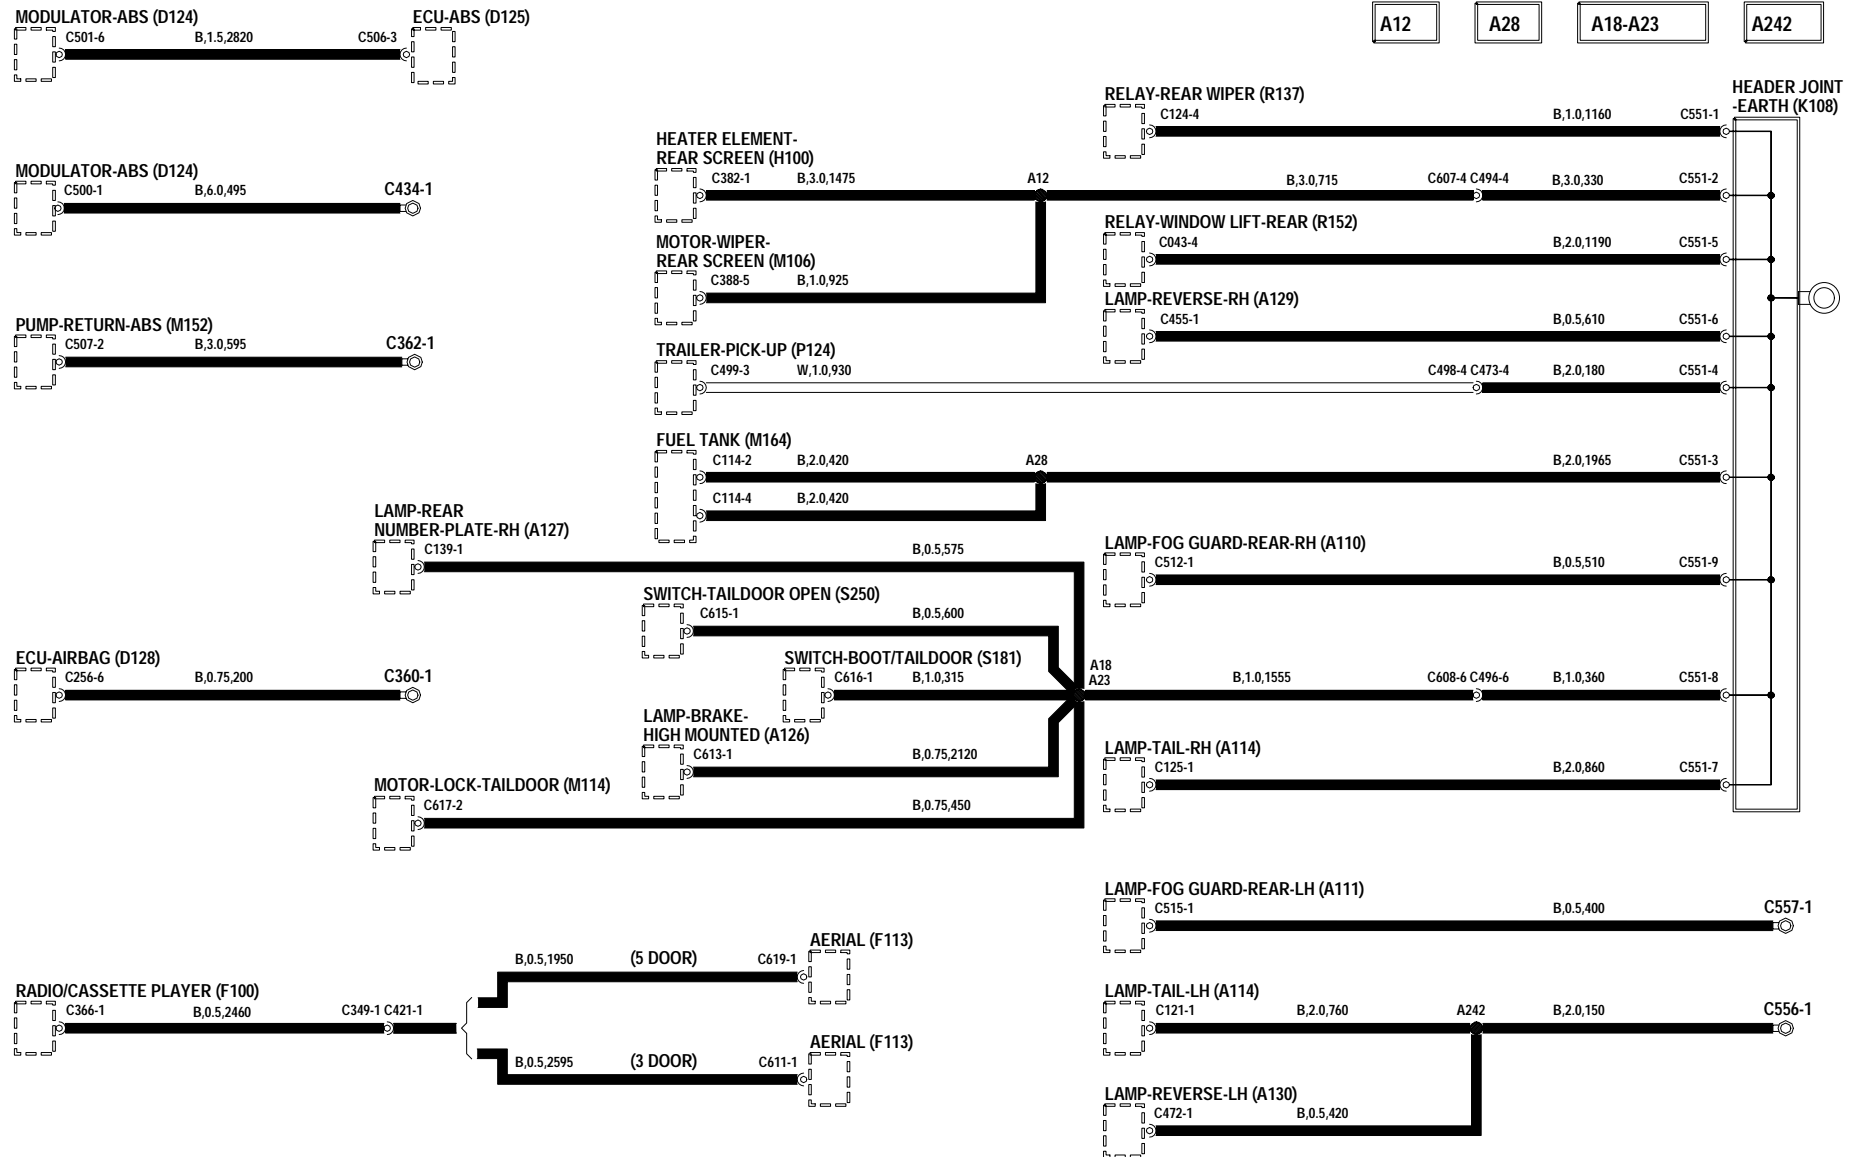 MODULATOR-ABS (D124)
C501-6
B,1.5,2820
C506-3
ECU-ABS (D125)
A12
A28
A18-A23
A242
MODULATOR-ABS (D124)
C500-1
B,6.0,495
C434-1
PUMP-RETURN-ABS (M152)
C507-2
B,3.0,595
C362-1
ECU-AIRBAG (D128)
C256-6
B,0.75,200
C360-1
RADIO/CASSETTE PLAYER (F100)
C366-1
B,0.5,2460
C349-1 C421-1
B,0.5,1950
(5 DOOR)
C619-1
AERIAL (F113)
B,0.5,2595
(3 DOOR)
C611-1
AERIAL (F113)
HEATER ELEMENT-
REAR SCREEN (H100)
C382-1
B,3.0,1475
A12
B,3.0,715
C607-4 C494-4
B,3.0,330
C551-2
MOTOR-WIPER-
REAR SCREEN (M106)
C388-5
B,1.0,925
TRAILER-PICK-UP (P124)
C499-3
W,1.0,930
C498-4 C473-4
B,2.0,180
C551-4
FUEL TANK (M164)
C114-2
B,2.0,420
A28
B,2.0,1965
C551-3
C114-4
B,2.0,420
LAMP-REAR
NUMBER-PLATE-RH (A127)
C139-1
B,0.5,575
SWITCH-TAILDOOR OPEN (S250)
C615-1
B,0.5,600
SWITCH-BOOT/TAILDOOR (S181)
C616-1
B,1.0,315
A18
A23
B,1.0,1555
C608-6 C496-6
B,1.0,360
C551-8
LAMP-BRAKE-
HIGH MOUNTED (A126)
C613-1
B,0.75,2120
MOTOR-LOCK-TAILDOOR (M114)
C617-2
B,0.75,450
HEADER JOINT
-EARTH (K108)
RELAY-REAR WIPER (R137)
C124-4
B,1.0,1160
C551-1
RELAY-WINDOW LIFT-REAR (R152)
C043-4
B,2.0,1190
C551-5
LAMP-REVERSE-RH (A129)
C455-1
B,0.5,610
C551-6
LAMP-FOG GUARD-REAR-RH (A110)
C512-1
B,0.5,510
C551-9
LAMP-TAIL-RH (A114)
C125-1
B,2.0,860
C551-7
LAMP-FOG GUARD-REAR-LH (A111)
C515-1
B,0.5,400
C557-1
LAMP-TAIL-LH (A114)
C121-1
B,2.0,760
A242
B,2.0,150
C556-1
LAMP-REVERSE-LH (A130)
C472-1
B,0.5,420